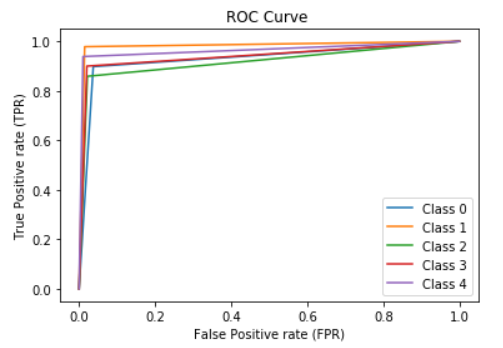 ROC Curve
True Positive rate (TPR)
1.0
0.8
0.6
0.4
0.2
0.0
0.0 0.2 0.4 0.6 0.8 1.0
False Positive rate (FPR)
Class 0
Class 1
Class 2
Class 3
Class 4